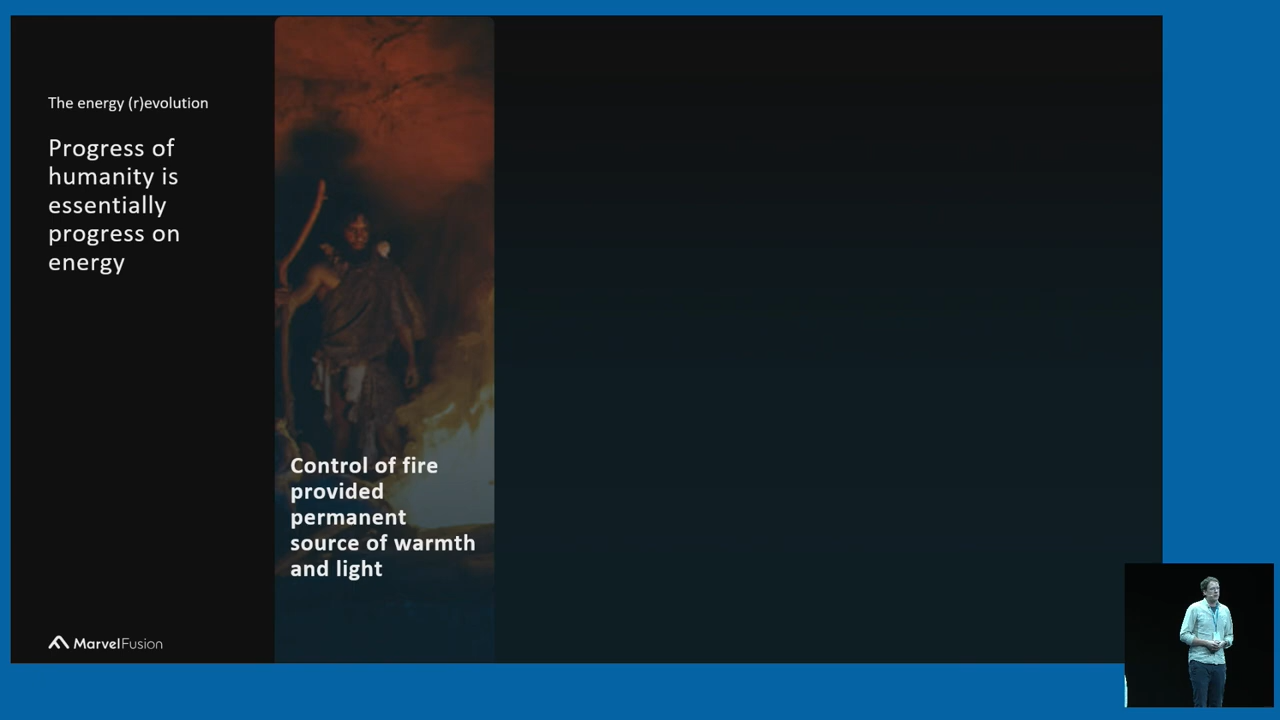 The energy (r)evolution
Progress of
humanity is
essentially
progress on
energy
Control of fire
provided
permanent
source of warmth
and light
MarvelFusion